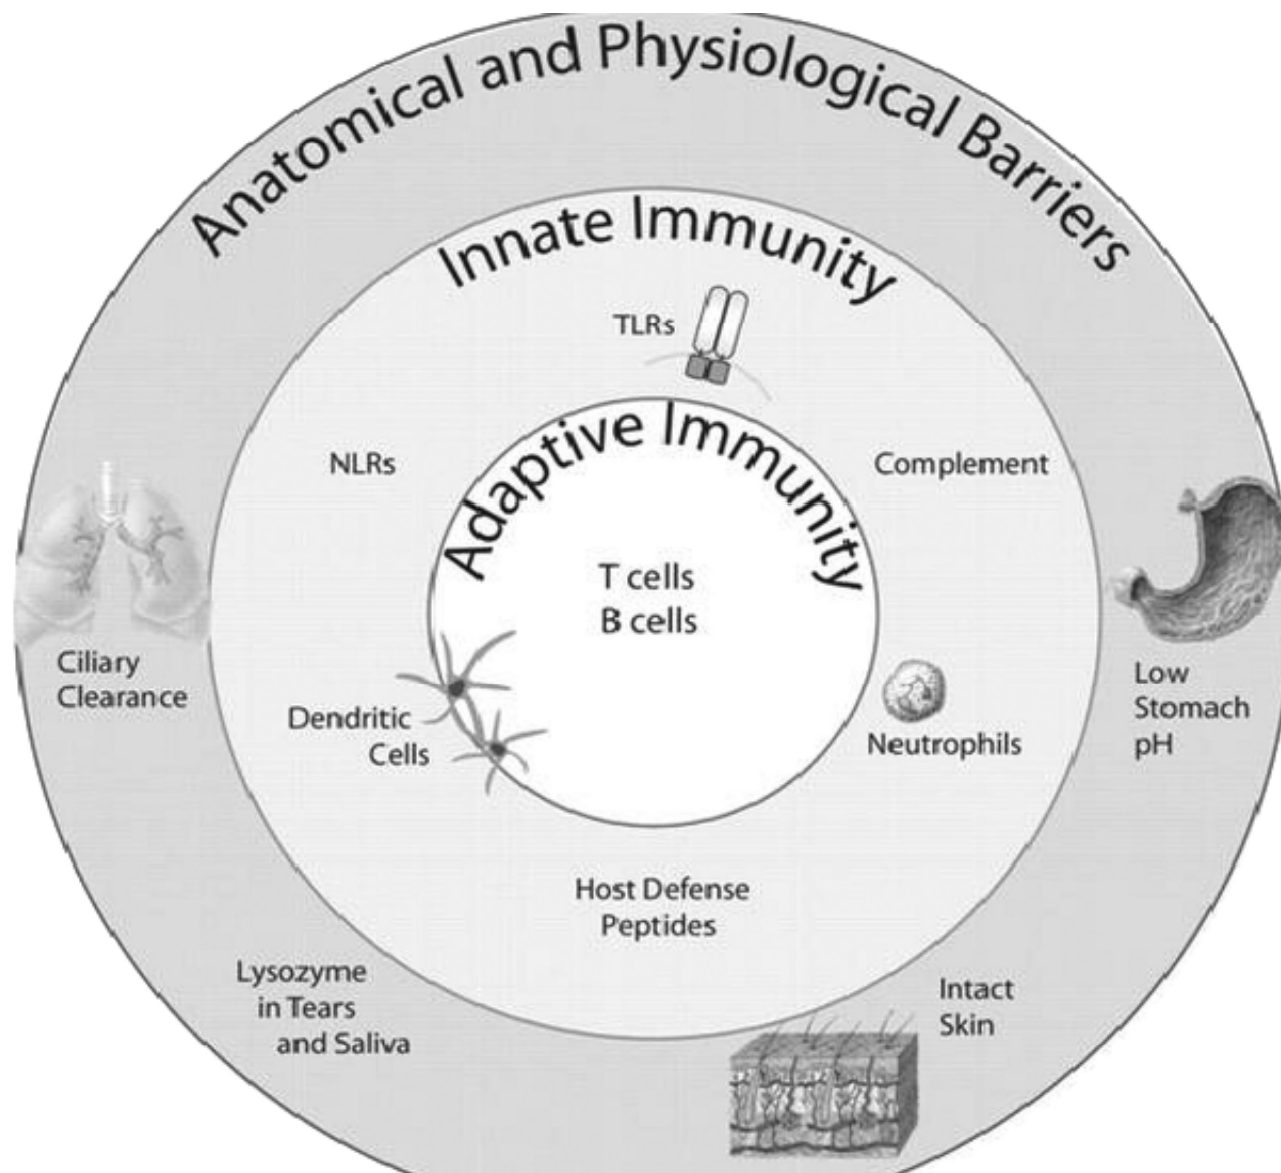 Anatomical and Physiological Barriers
Innate Immunity
TLRs
Adaptive Immunity
NLRs
Complement
T cells
B cells
Ciliary
Clearance
Low
Stomach
pH
Dendritic
Cells
Neutrophils
Host Defense
Peptides
Lysozyme
in Tears
and Saliva
Intact
Skin